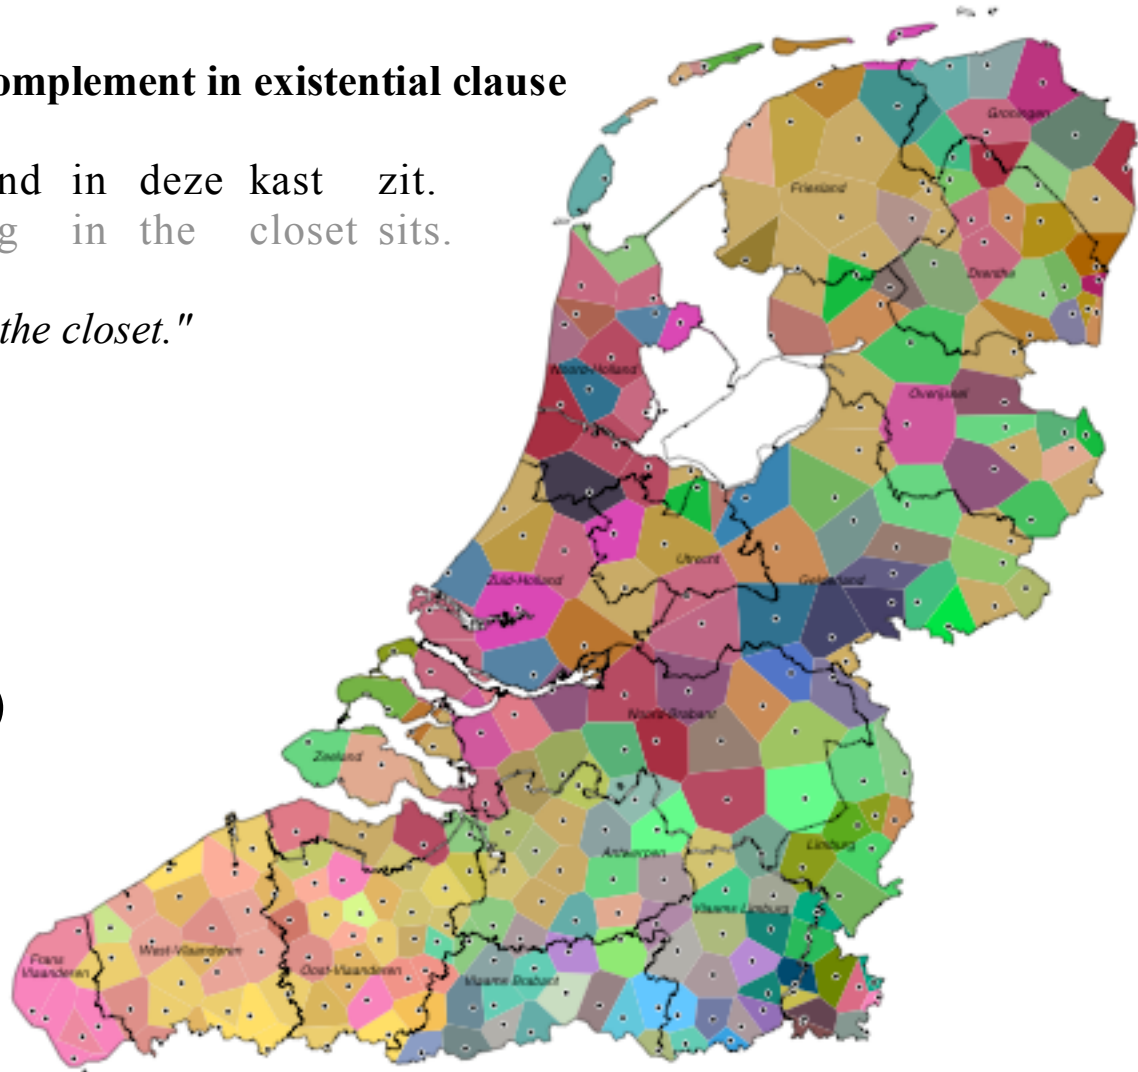 omplement in existential clause
nd in deze kast zit.
g in the closet sits.
the closet."
)
Groningen
Friesland
Drenthe
Noord-Holland
Overijssel
Utrecht
Zuid-Holland
Gelderland
Noord-Brabant
Zeeland
Limburg
Antwerpen
Vlaams Limburg
West-Vlaanderen
Frans
Vlaanderen
Oost-Vlaanderen
Vlaams Brabant